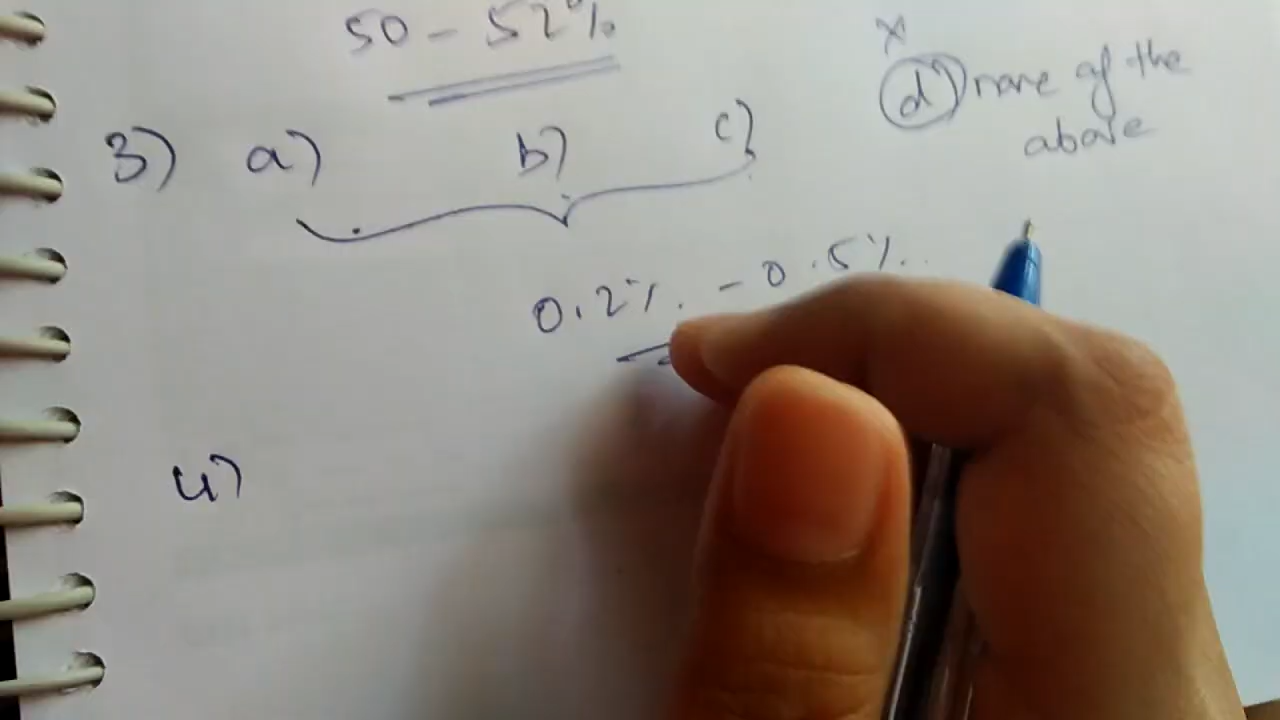 50 - 52%
x
d) none of the
above
3) a) b) c)
0.2% - 0.5%.
4)